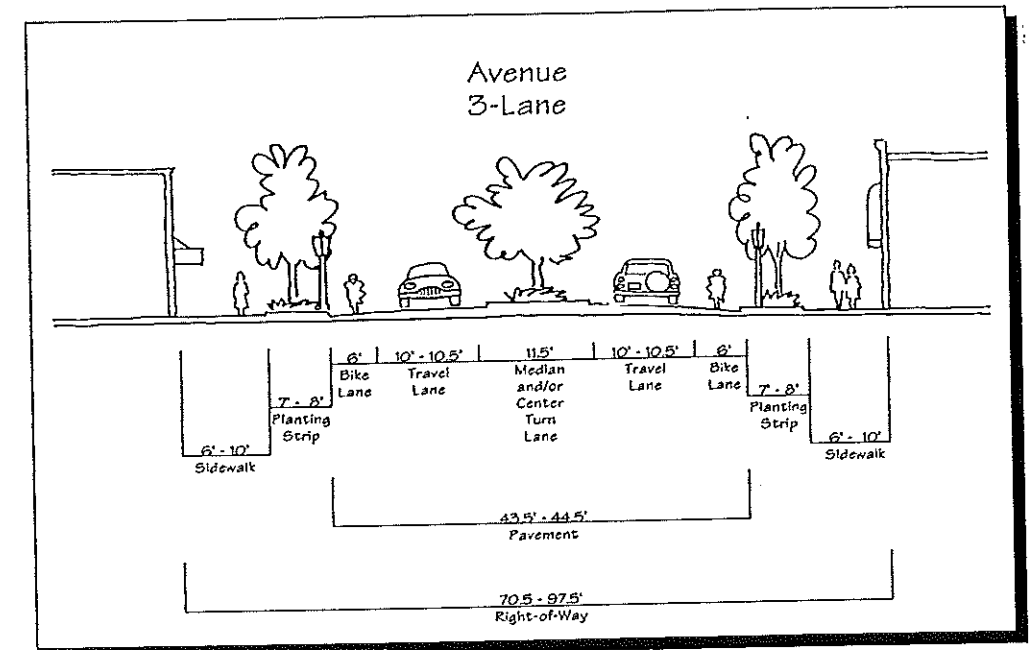 Avenue
3-Lane
6'
Bike
Lane
10' - 10.5'
Travel
Lane
11.5'
Median
and/or
Center
Turn
Lane
10' - 10.5'
Travel
Lane
6'
Bike
Lane
7' - 8'
Planting
Strip
7' - 8'
Planting
Strip
6' - 10'
Sidewalk
6' - 10'
Sidewalk
43.5' - 44.5'
Pavement
70.5 - 97.5'
Right-of-Way